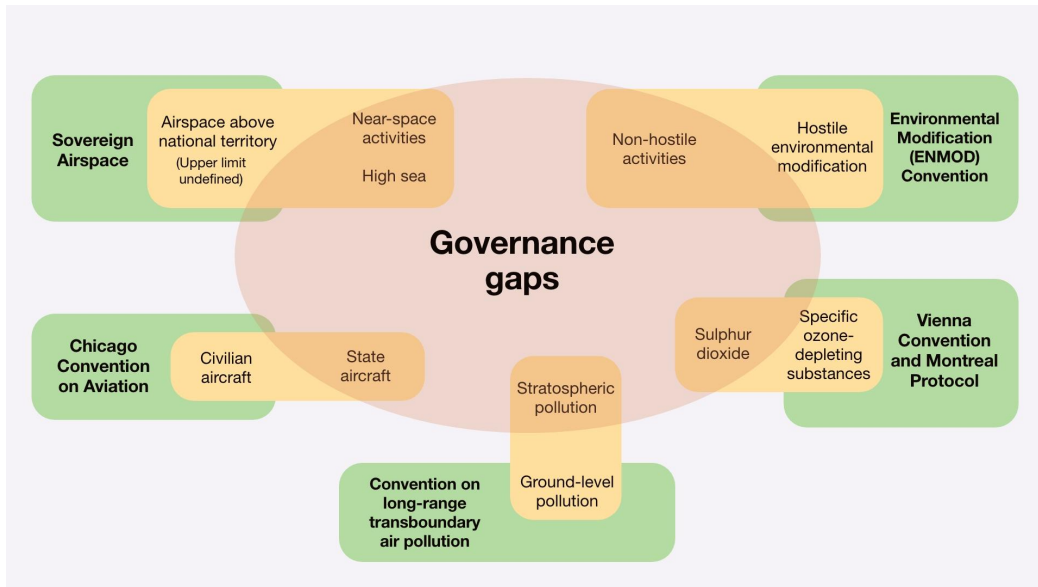 Sovereign
Airspace
Airspace above
national territory
(Upper limit
undefined)
Near-space
activities
High sea
Non-hostile
activities
Hostile
environmental
modification
Environmental
Modification
(ENMOD)
Convention
Governance
gaps
Chicago
Convention
on Aviation
Civilian
aircraft
State
aircraft
Sulphur
dioxide
Specific
ozone-
depleting
substances
Vienna
Convention
and Montreal
Protocol
Stratospheric
pollution
Ground-level
pollution
Convention on
long-range
transboundary
air pollution